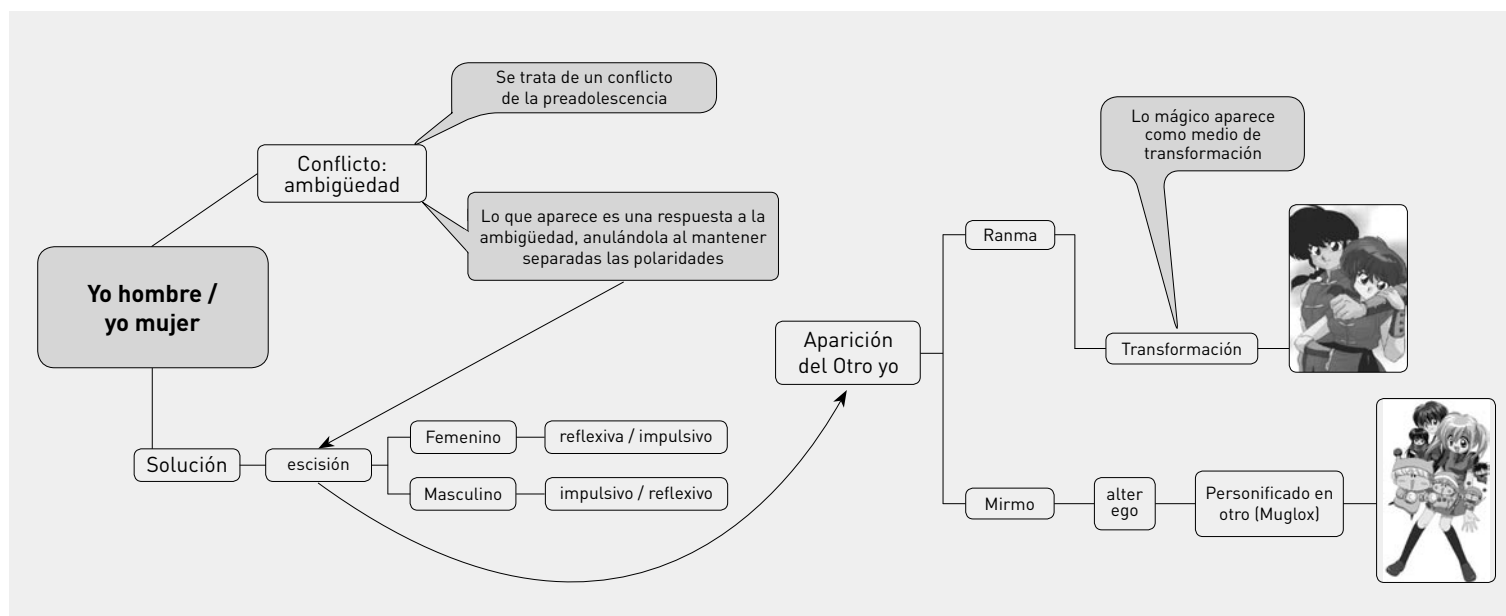 Se trata de un conflicto
de la preadolescencia
Conflicto:
ambigüedad
Lo que aparece es una respuesta a la
ambigüedad, anulándola al mantener
separadas las polaridades
Yo hombre /
yo mujer
Solución
escisión
Femenino
reflexiva / impulsivo
Masculino
impulsivo / reflexivo
Aparición
del Otro yo
Ranma
Lo mágico aparece
como medio de
transformación
Transformación
Mirmo
alter
ego
Personificado en
otro (Muglox)